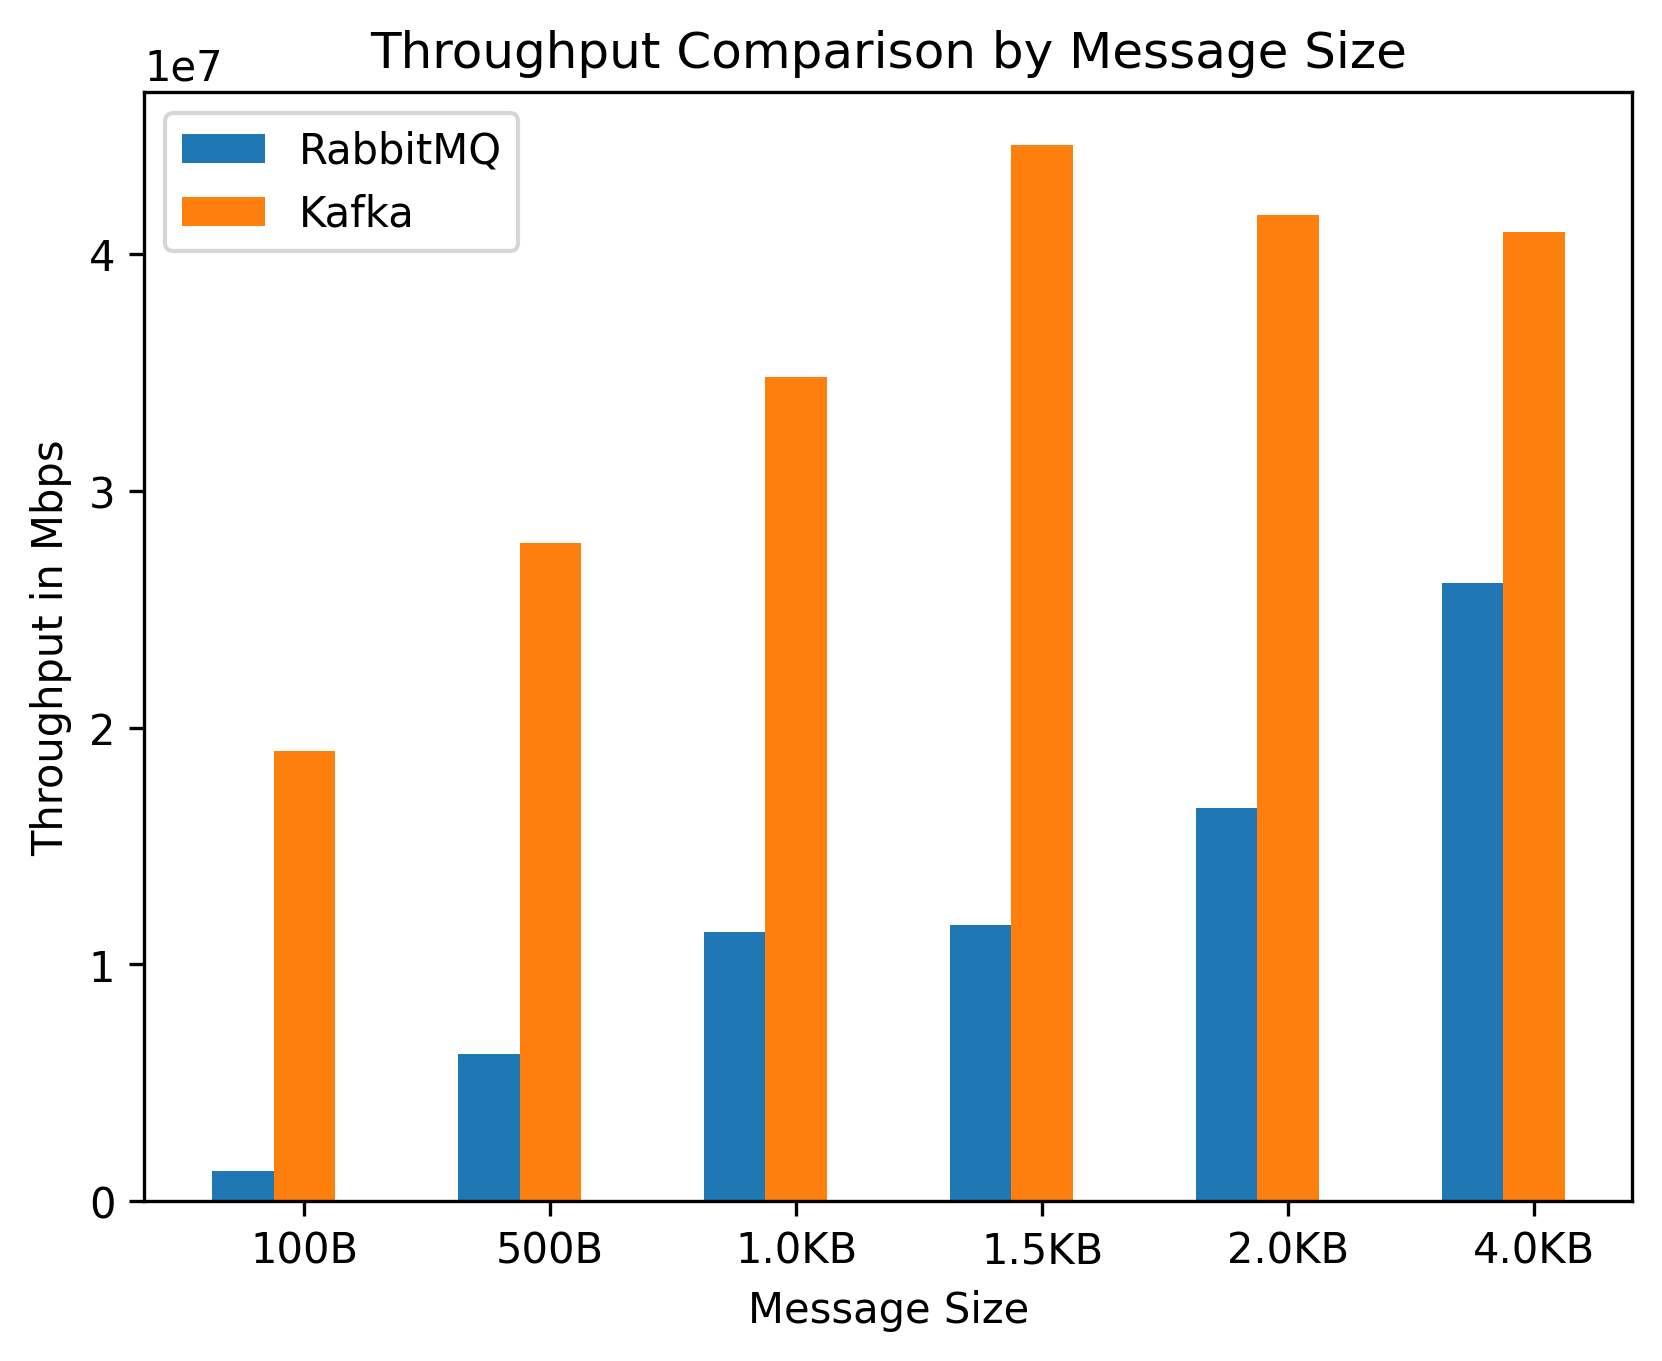 Throughput Comparison by Message Size
1e7
RabbitMQ
Kafka
4
3
2
1
0
Throughput in Mbps
100B 500B 1.0KB 1.5KB 2.0KB 4.0KB
Message Size